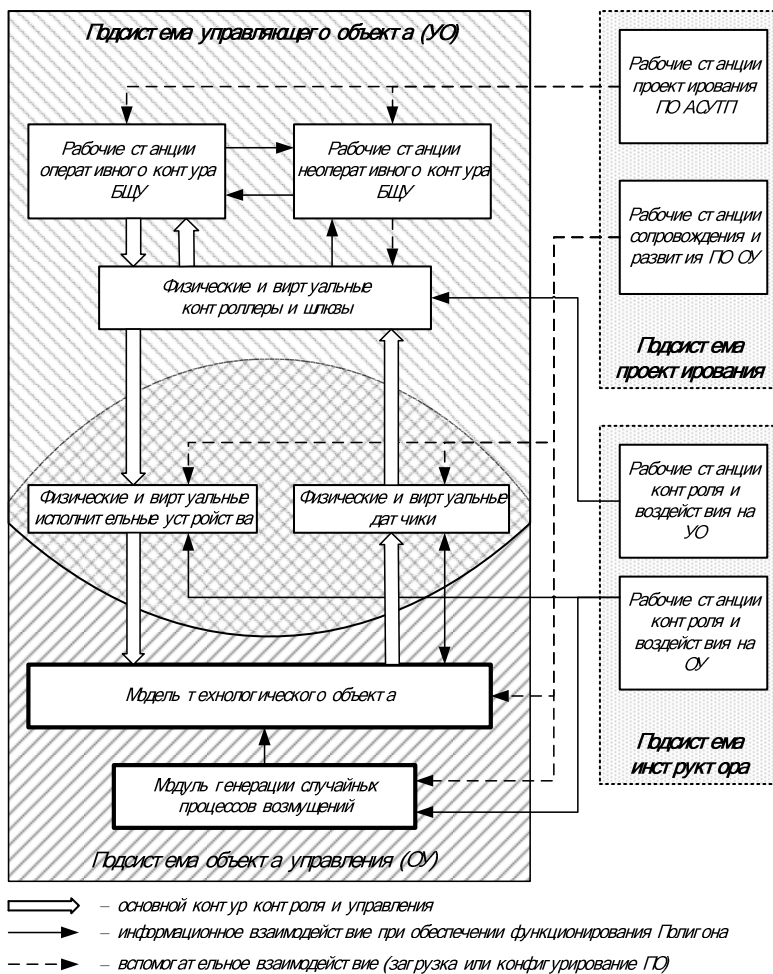 Подсистема управляющего объекта (УО)
Рабочие станции
проектирования
ПО АСУТП
Рабочие станции
оперативного контура
БЩУ
Рабочие станции
неоперативного контура
БЩУ
Рабочие станции
сопровождения и
развития ПО ОУ
Физические и виртуальные
контроллеры и шлюзы
Подсистема
проектирования
Рабочие станции
контроля и
воздействия на
УО
Физические и виртуальные
исполнительные устройства
Физические и виртуальные
датчики
Рабочие станции
контроля и
воздействия на
ОУ
Модель технологического объекта
Подсистема
инструктора
Модуль генерации случайных
процессов возмущений
Подсистема объекта управления (ОУ)
– основной контур контроля и управления
– информационное взаимодействие при обеспечении функционирования Полигона
– вспомогательное взаимодействие (загрузка или конфигурирование ПО)